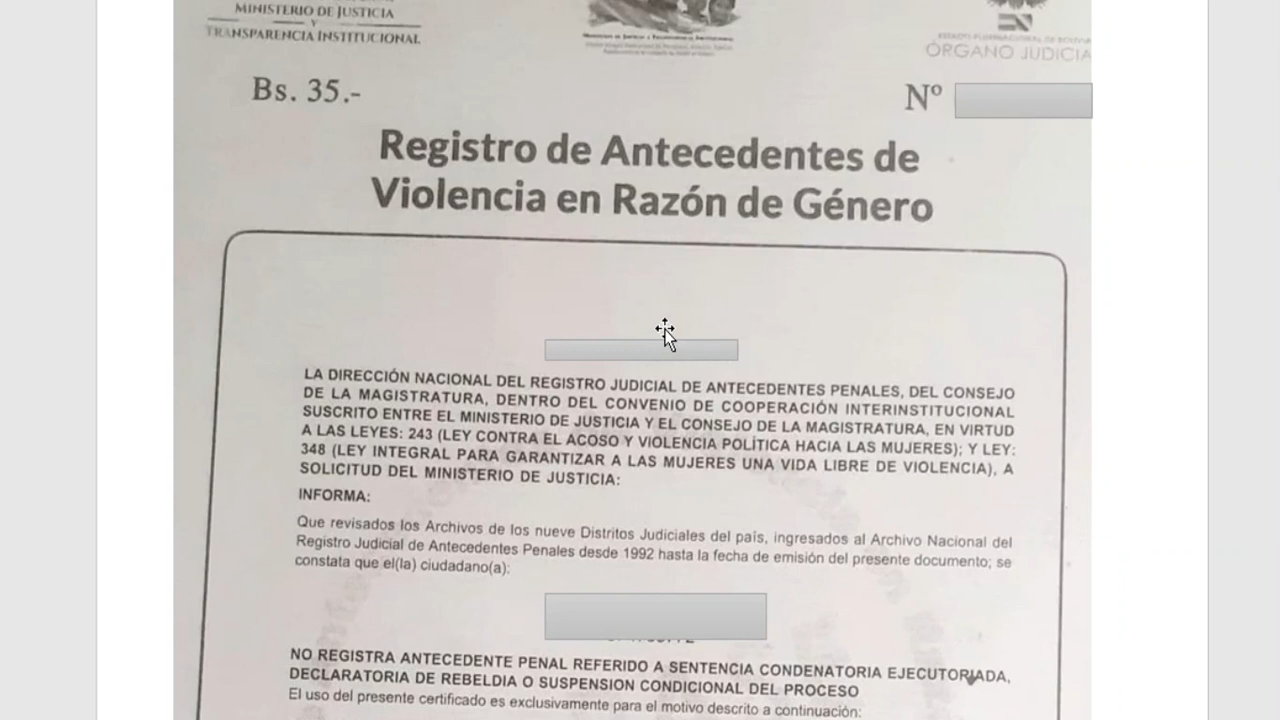 MINISTERIO DE JUSTICIA
Y
TRANSPARENCIA INSTITUCIONAL
ÓRGANO JUDICIA
Bs. 35.-
Nº
Registro de Antecedentes de
Violencia en Razón de Género
LA DIRECCIÓN NACIONAL DEL REGISTRO JUDICIAL DE ANTECEDENTES PENALES, DEL CONSEJO
DE LA MAGISTRATURA, DENTRO DEL CONVENIO DE COOPERACIÓN INTERINSTITUCIONAL
SUSCRITO ENTRE EL MINISTERIO DE JUSTICIA Y EL CONSEJO DE LA MAGISTRATURA, EN VIRTUD
A LAS LEYES: 243 (LEY CONTRA EL ACOSO Y VIOLENCIA POLÍTICA HACIA LAS MUJERES); Y LEY:
348 (LEY INTEGRAL PARA GARANTIZAR A LAS MUJERES UNA VIDA LIBRE DE VIOLENCIA), A
SOLICITUD DEL MINISTERIO DE JUSTICIA:
INFORMA:
Que revisados los Archivos de los nueve Distritos Judiciales del país, ingresados al Archivo Nacional del
Registro Judicial de Antecedentes Penales desde 1992 hasta la fecha de emisión del presente documento; se
constata que el(la) ciudadano(a):
NO REGISTRA ANTECEDENTE PENAL REFERIDO A SENTENCIA CONDENATORIA EJECUTORIADA,
DECLARATORIA DE REBELDIA O SUSPENSION CONDICIONAL DEL PROCESO
El uso del presente certificado es exclusivamente para el motivo descrito a continuación: